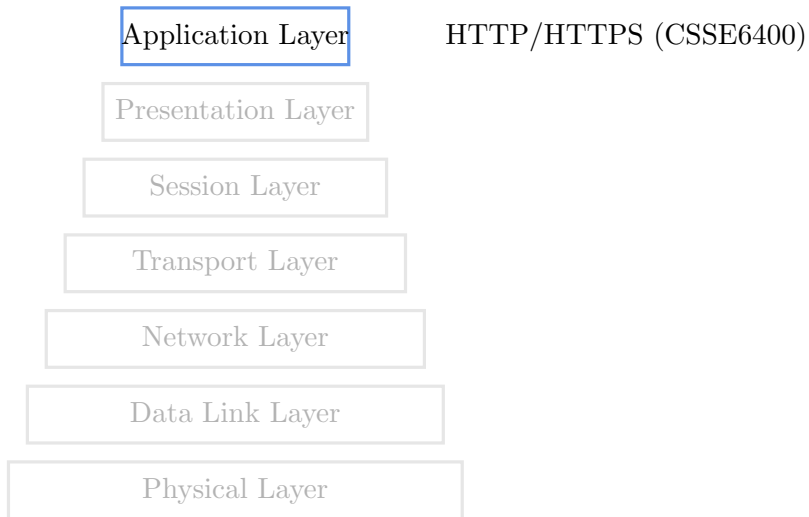 Application Layer HTTP/HTTPS (CSSE6400)
Presentation Layer
Session Layer
Transport Layer
Network Layer
Data Link Layer
Physical Layer